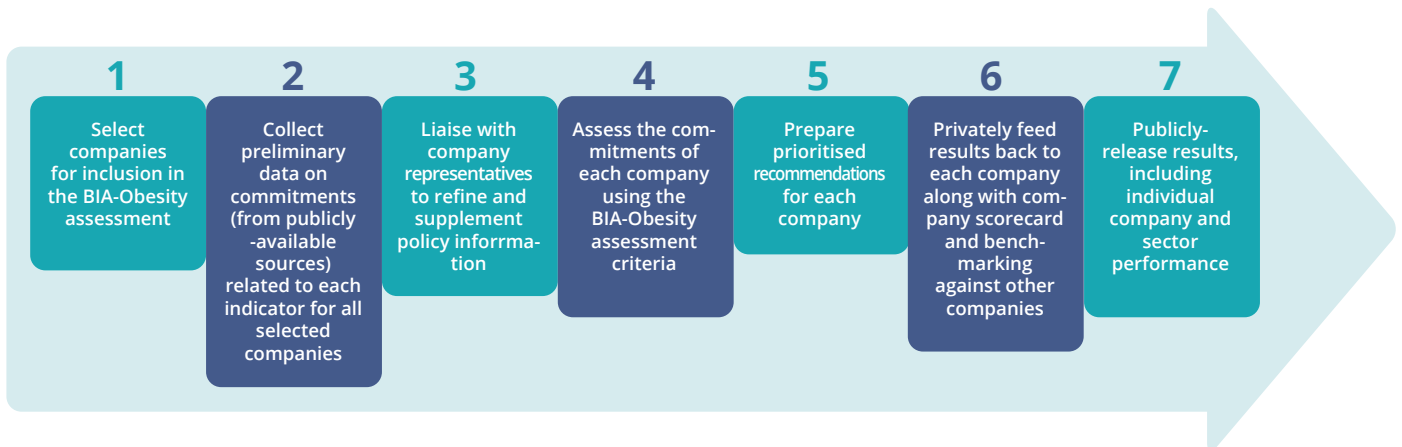 1
Select
companies
for inclusion in
the BIA-Obesity
assessment
2
Collect
preliminary
data on
commitments
(from publicly
-available
sources)
related to each
indicator for all
selected
companies
3
Liaise with
company
representatives
to refine and
supplement
policy inforrma-
tion
4
Assess the com-
mitments of
each company
using the
BIA-Obesity
assessment
criteria
5
Prepare
prioritised
recommendations
for each
company
6
Privately feed
results back to
each company
along with com-
pany scorecard
and bench-
marking
against other
companies
7
Publicly-
release results,
including
individual
company and
sector
performance